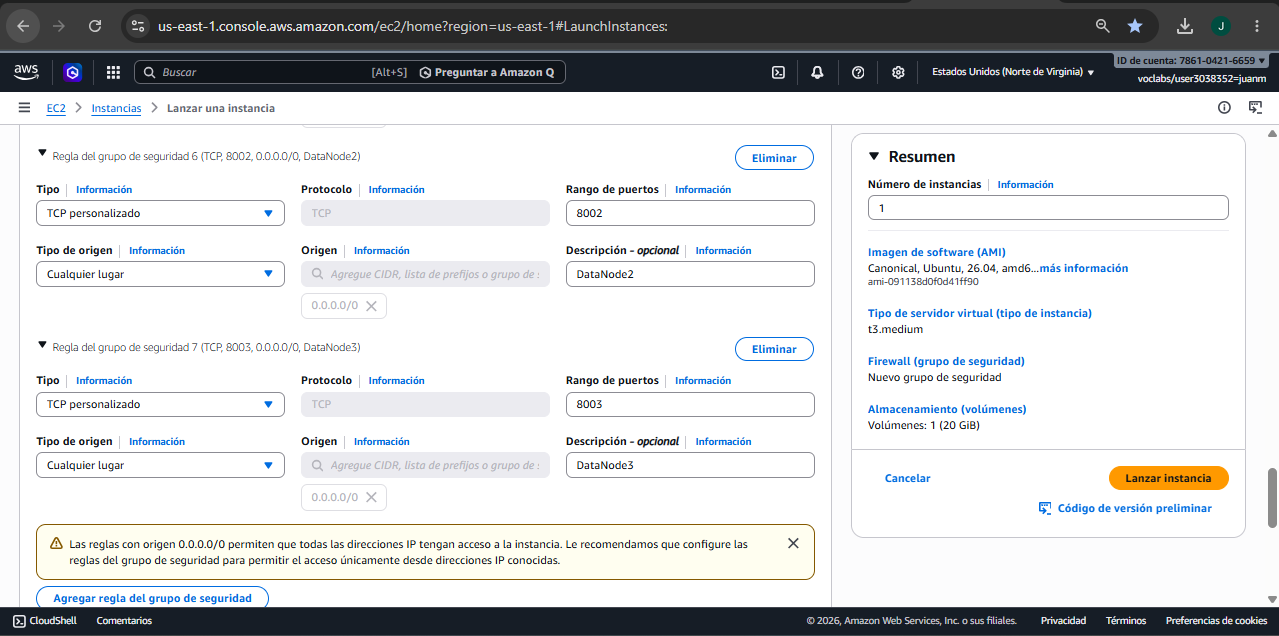 us-east-1.console.aws.amazon.com/ec2/home?region=us-east-1#LaunchInstances:
J
aws
Buscar
[Alt+S]
Preguntar a Amazon Q
Estados Unidos (Norte de Virginia)
ID de cuenta: 7861-0421-6659
voclabs/user3038352=juanm
EC2 > Instancias > Lanzar una instancia
Regla del grupo de seguridad 6 (TCP, 8002, 0.0.0.0/0, DataNode2)
Eliminar
Tipo | Información
Protocolo | Información
Rango de puertos | Información
TCP personalizado
TCP
8002
Tipo de origen | Información
Origen | Información
Descripción - opcional | Información
Cualquier lugar
Agregue CIDR, lista de prefijos o grupo de
DataNode2
0.0.0.0/0
Regla del grupo de seguridad 7 (TCP, 8003, 0.0.0.0/0, DataNode3)
Eliminar
Tipo | Información
Protocolo | Información
Rango de puertos | Información
TCP personalizado
TCP
8003
Tipo de origen | Información
Origen | Información
Descripción - opcional | Información
Cualquier lugar
Agregue CIDR, lista de prefijos o grupo de
DataNode3
0.0.0.0/0
Las reglas con origen 0.0.0.0/0 permiten que todas las direcciones IP tengan acceso a la instancia. Le recomendamos que configure las
reglas del grupo de seguridad para permitir el acceso únicamente desde direcciones IP conocidas.
Agregar regla del grupo de seguridad
Resumen
Número de instancias | Información
1
Imagen de software (AMI)
Canonical, Ubuntu, 26.04, amd6...más información
ami-091138d0f0d41ff90
Tipo de servidor virtual (tipo de instancia)
t3.medium
Firewall (grupo de seguridad)
Nuevo grupo de seguridad
Almacenamiento (volúmenes)
Volúmenes: 1 (20 GiB)
Cancelar
Lanzar instancia
Código de versión preliminar
CloudShell
Comentarios
© 2026, Amazon Web Services, Inc. o sus filiales.
Privacidad
Términos
Preferencias de cookies